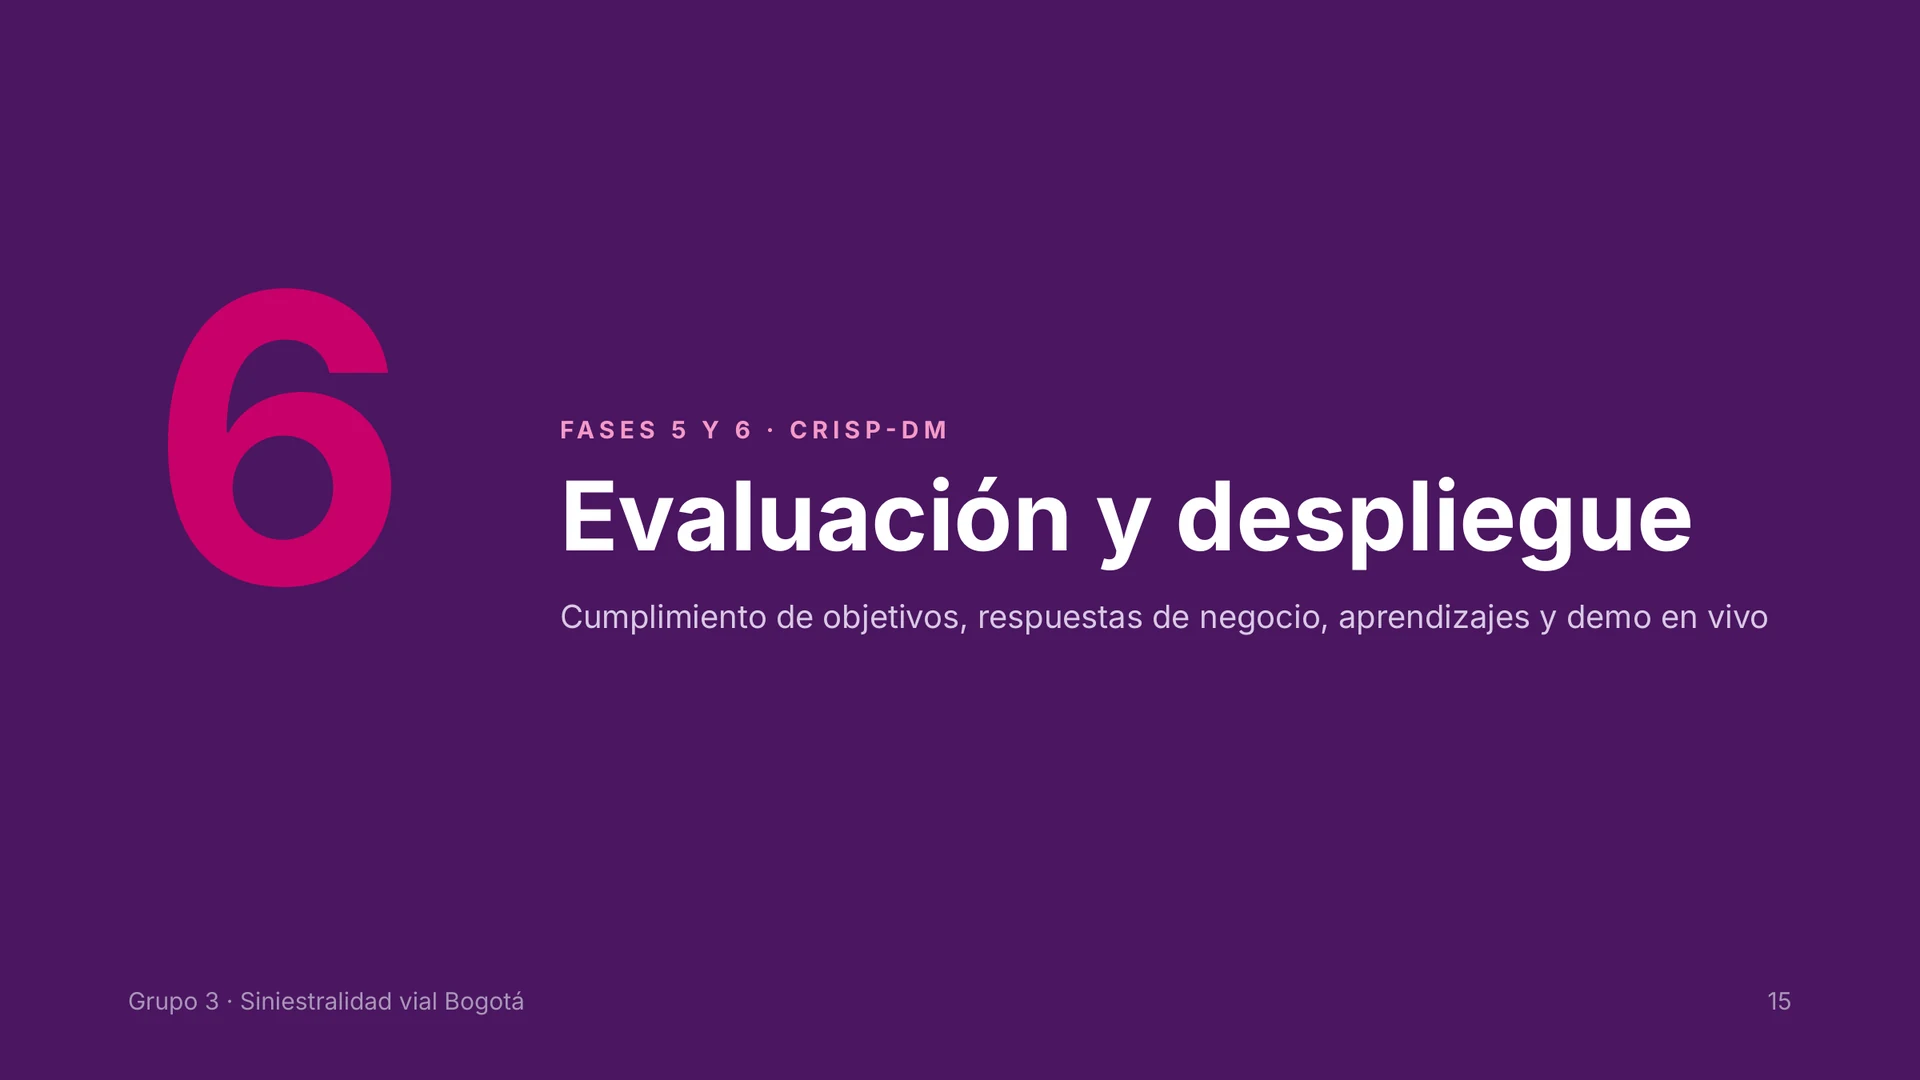 6
FASES 5 Y 6 · CRISP-DM
Evaluación y despliegue
Cumplimiento de objetivos, respuestas de negocio, aprendizajes y demo en vivo
Grupo 3 · Siniestralidad vial Bogotá
15